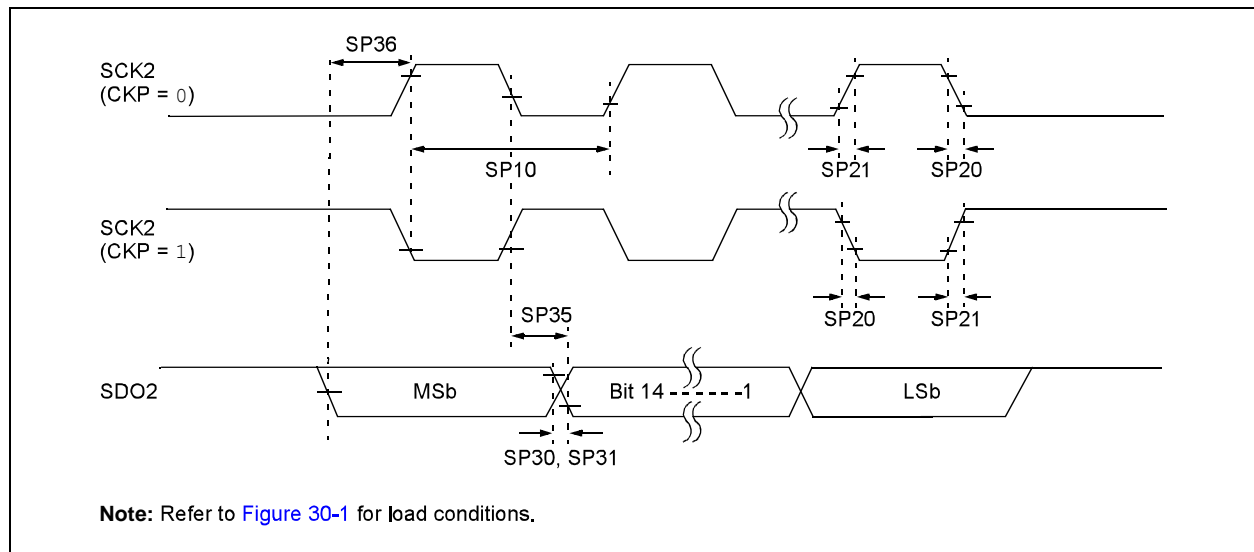 SP36
SCK2
(CKP = 0)
SP10
SP21
SP20
SCK2
(CKP = 1)
SP35
SP20
SP21
SDO2
MSb
Bit 14 - - - - - -1
LSb
SP30, SP31
Note: Refer to Figure 30-1 for load conditions.